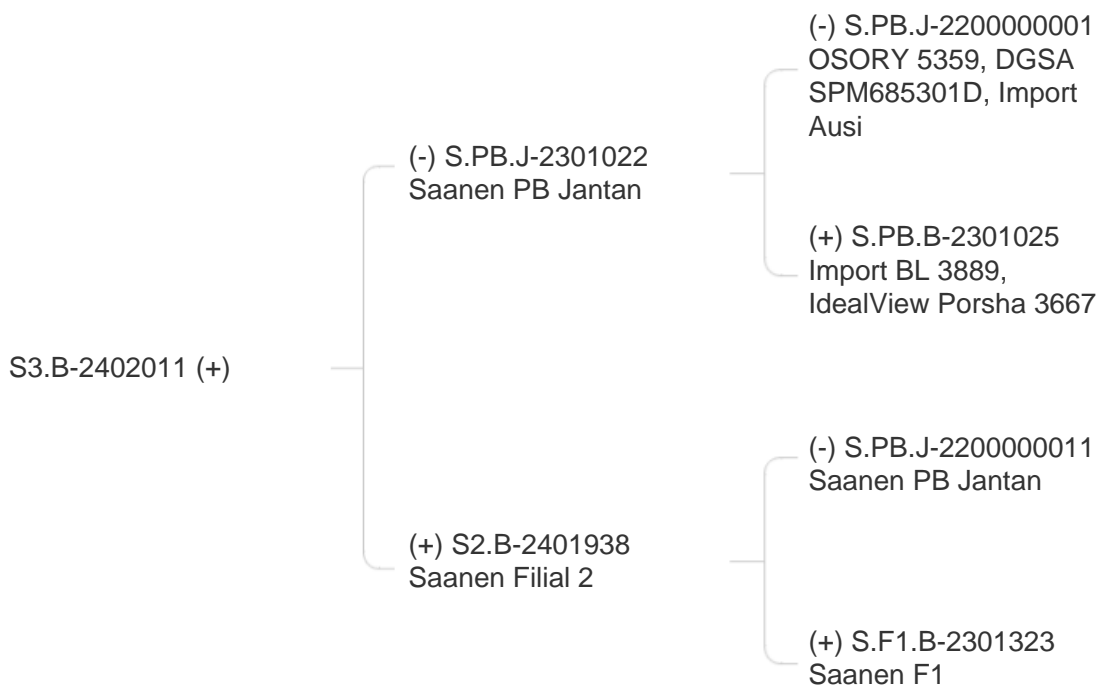 (-) S.PB.J-2200000001
OSORY 5359, DGSA
SPM685301D, Import
Ausi
(-) S.PB.J-2301022
Saanen PB Jantan
(+) S.PB.B-2301025
Import BL 3889,
IdealView Porsha 3667
S3.B-2402011 (+)
(-) S.PB.J-2200000011
Saanen PB Jantan
(+) S2.B-2401938
Saanen Filial 2
(+) S.F1.B-2301323
Saanen F1